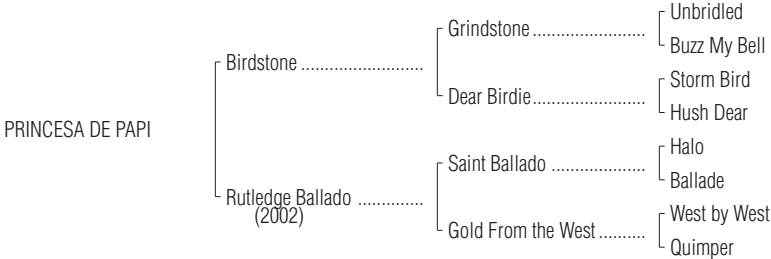 Unbridled
Grindstone.......................
Buzz My Bell
Birdstone .........................
Storm Bird
Dear Birdie.......................
Hush Dear
PRINCESA DE PAPI
Halo
Saint Ballado ...................
Ballade
Rutledge Ballado ..............
(2002)
West by West
Gold From the West..........
Quimper